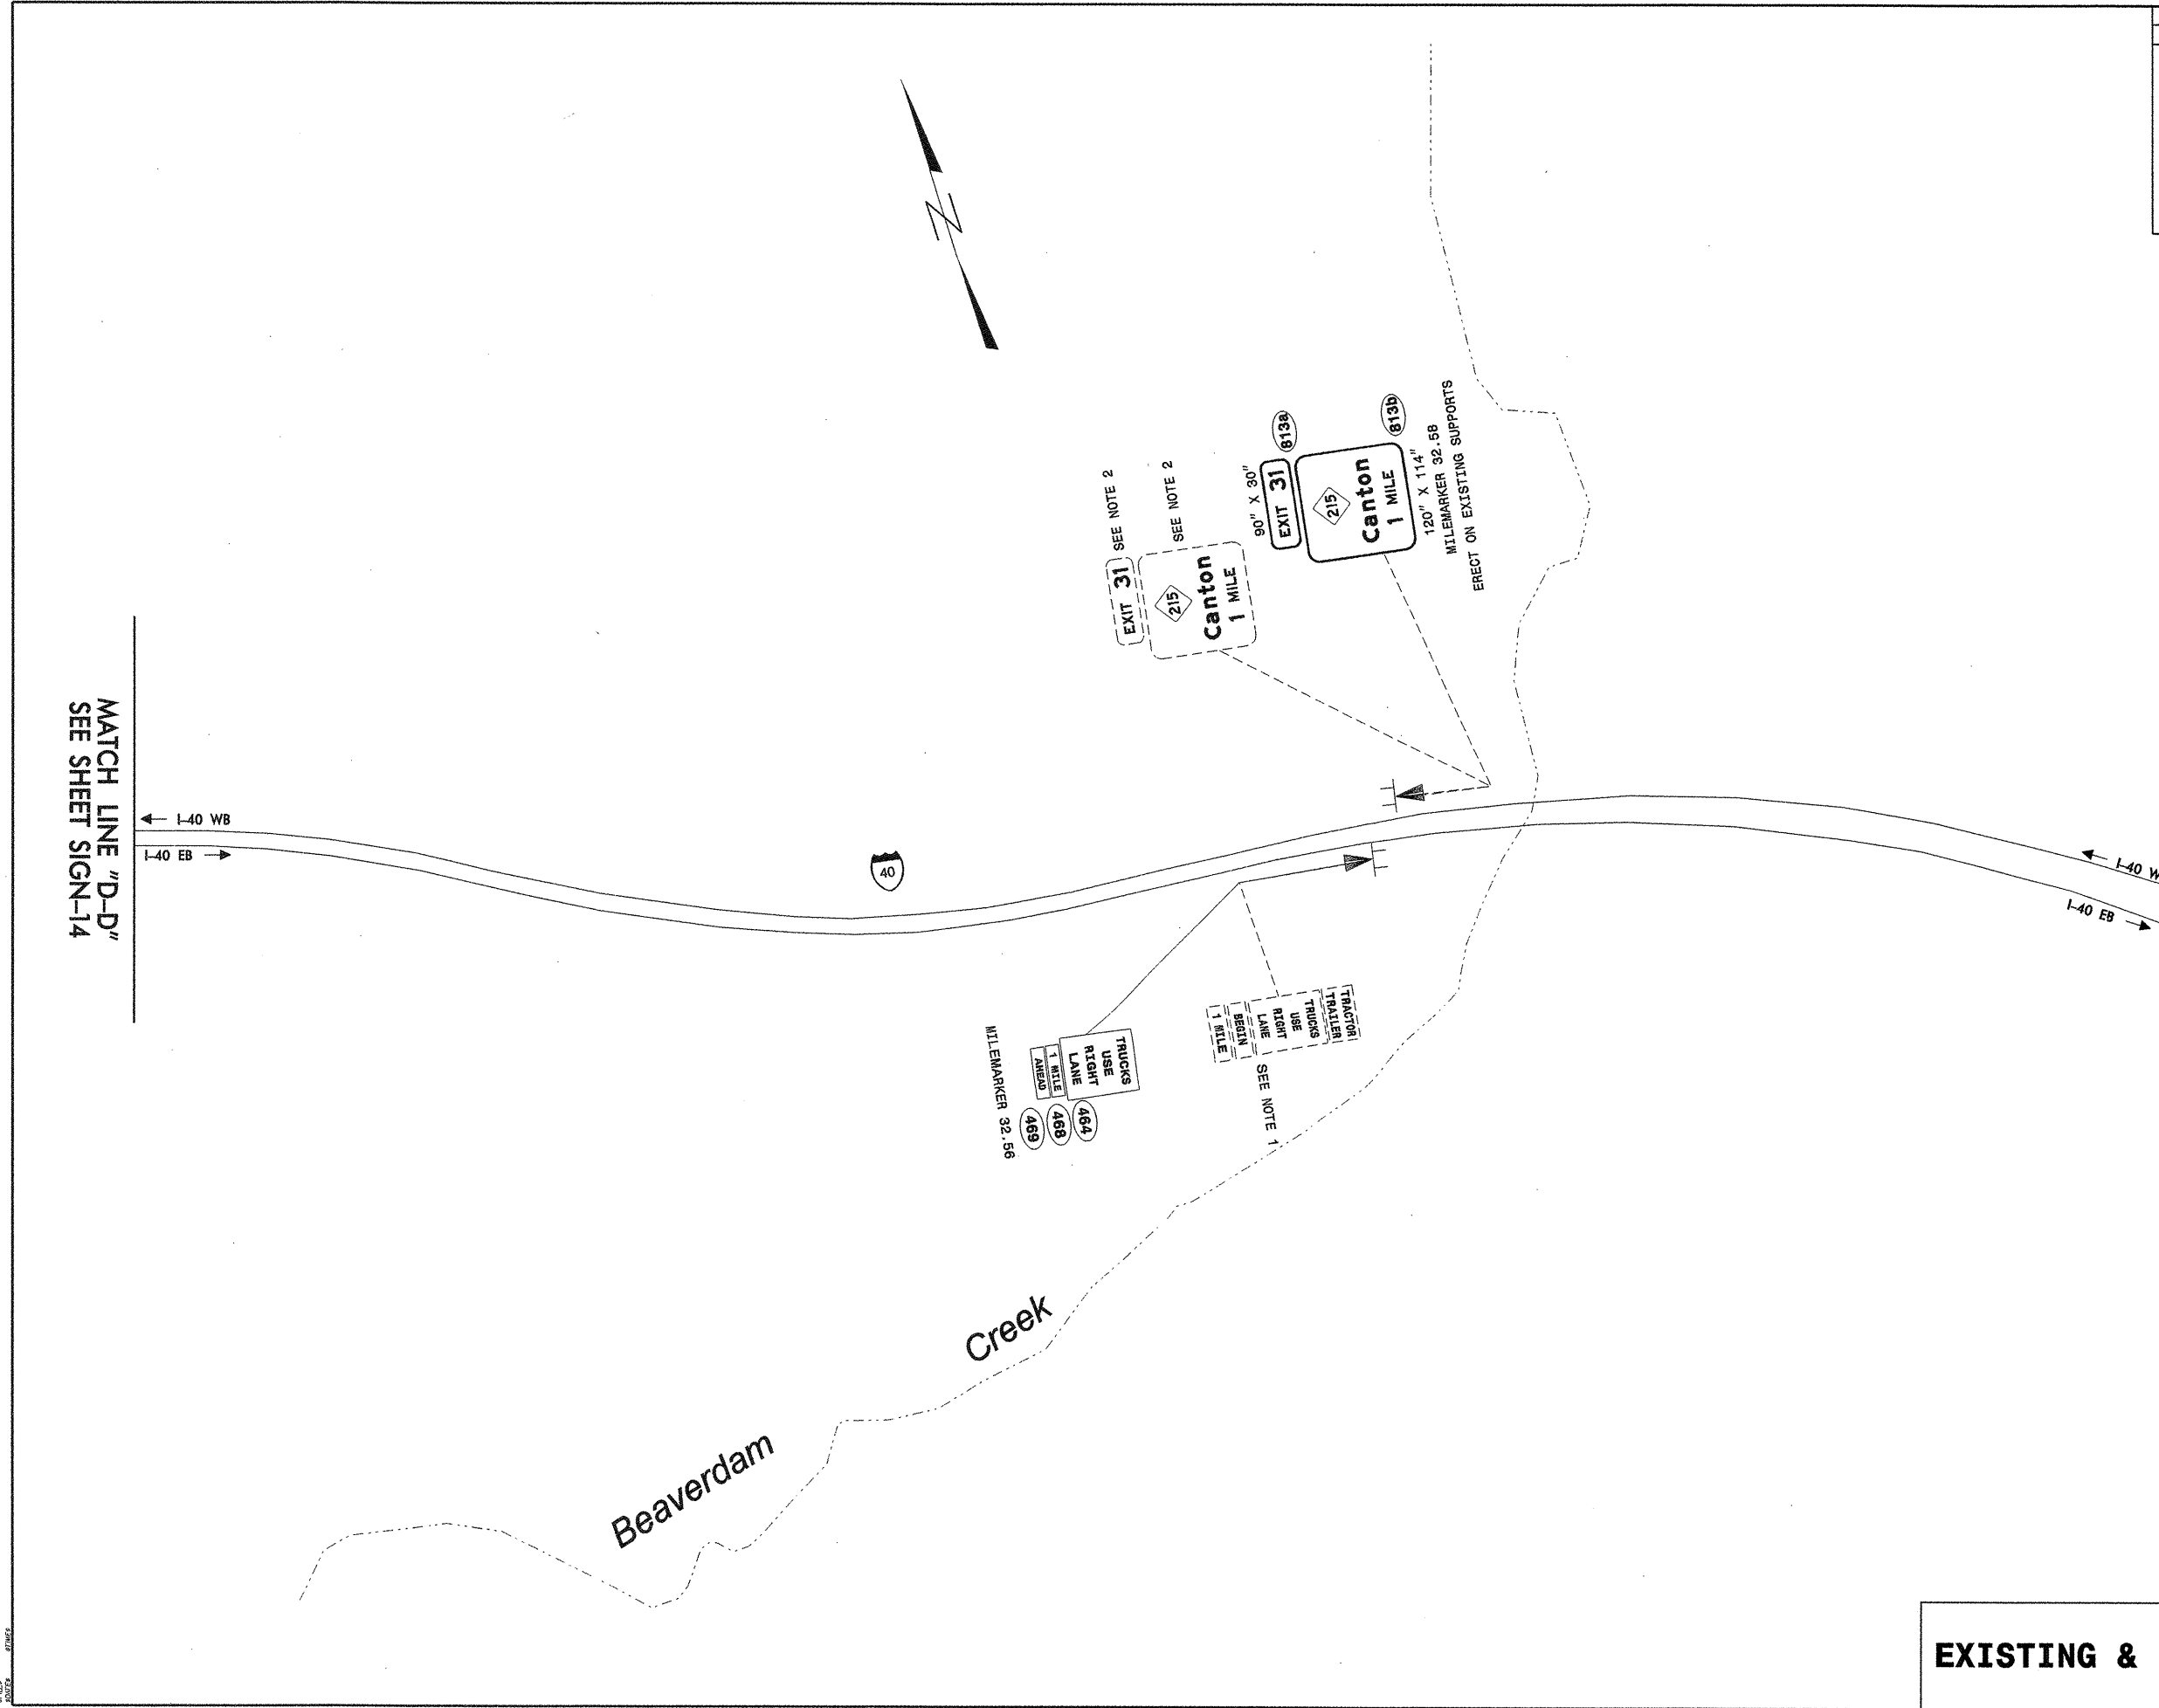 N
813a
813b
90" X 30"
EXIT 31
215
Canton
1 MILE
120" X 114"
MILEMARKER 32.58
ERECT ON EXISTING SUPPORTS
SEE NOTE 2
SEE NOTE 2
EXIT 31
215
Canton
1 MILE
MATCH LINE "D-D"
SEE SHEET SIGN-14
I-40 WB
I-40 EB
40
I-40 W
I-40 EB
TRACTOR
TRAILER
TRUCKS
USE
RIGHT
LANE
BEGIN
1 MILE
SEE NOTE 1
TRUCKS
USE
RIGHT
LANE
1 MILE
AHEAD
464
468
469
MILEMARKER 32.56
Beaverdam Creek
EXISTING &